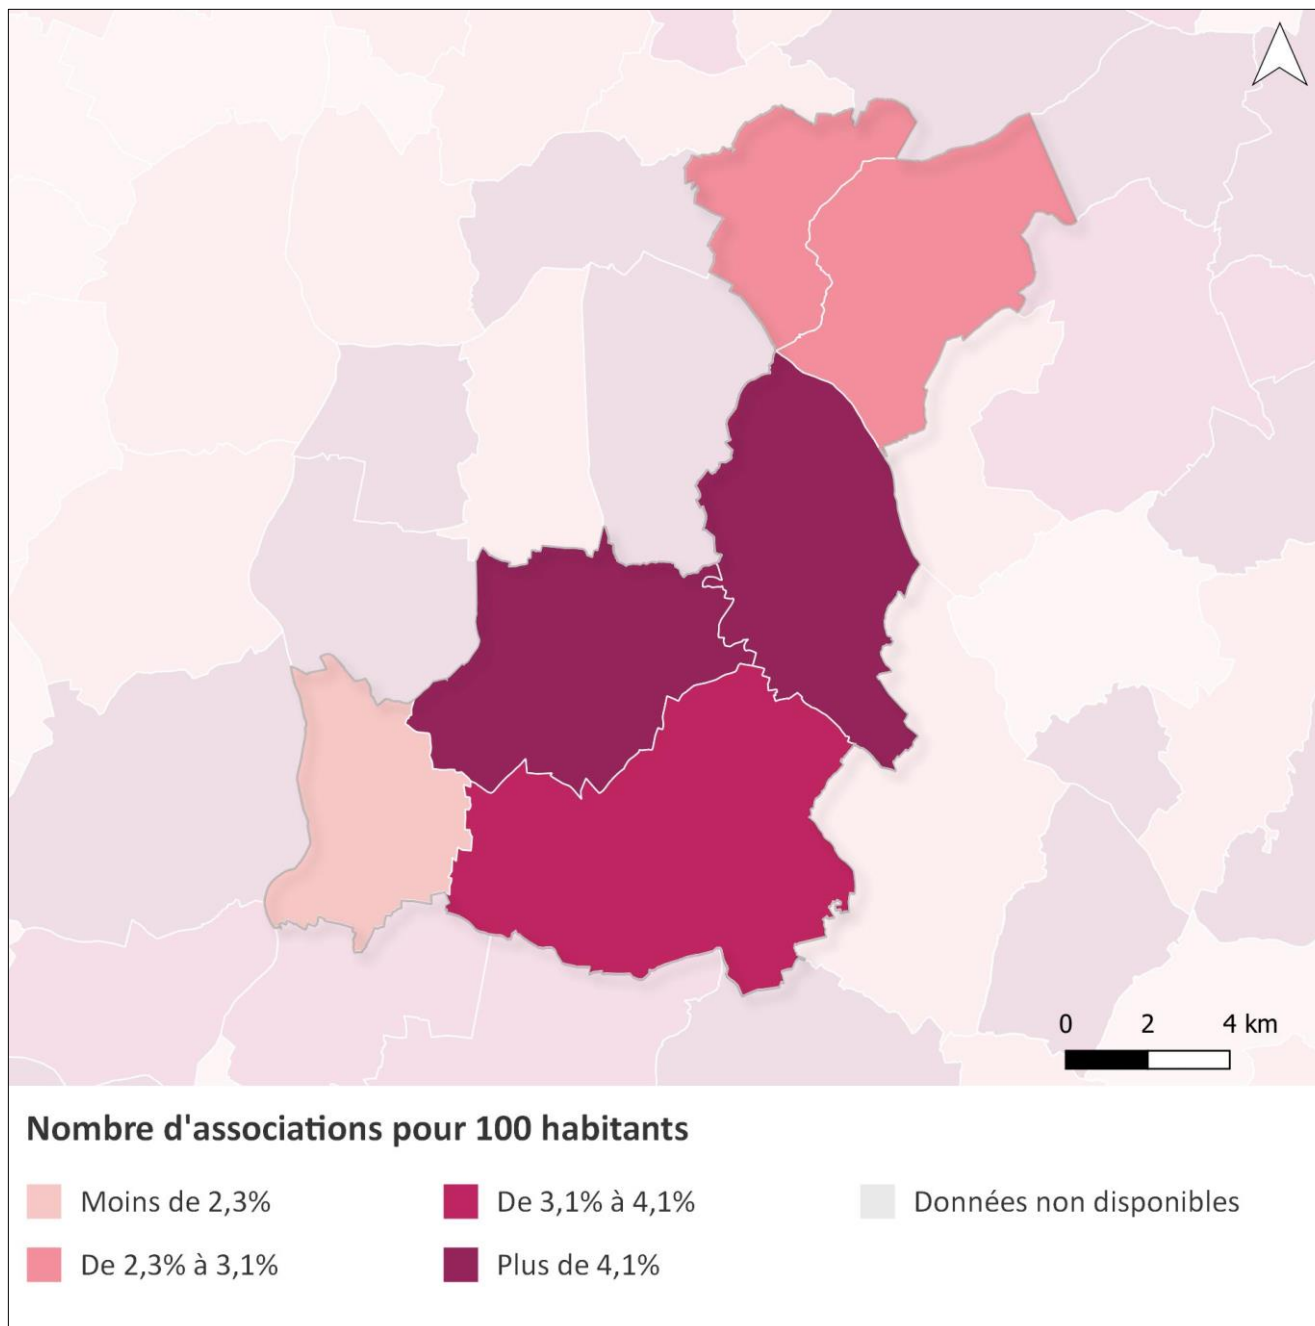 0 2 4 km
Nombre d'associations pour 100 habitants
Moins de 2,3%
De 3,1% à 4,1%
Données non disponibles
De 2,3% à 3,1%
Plus de 4,1%